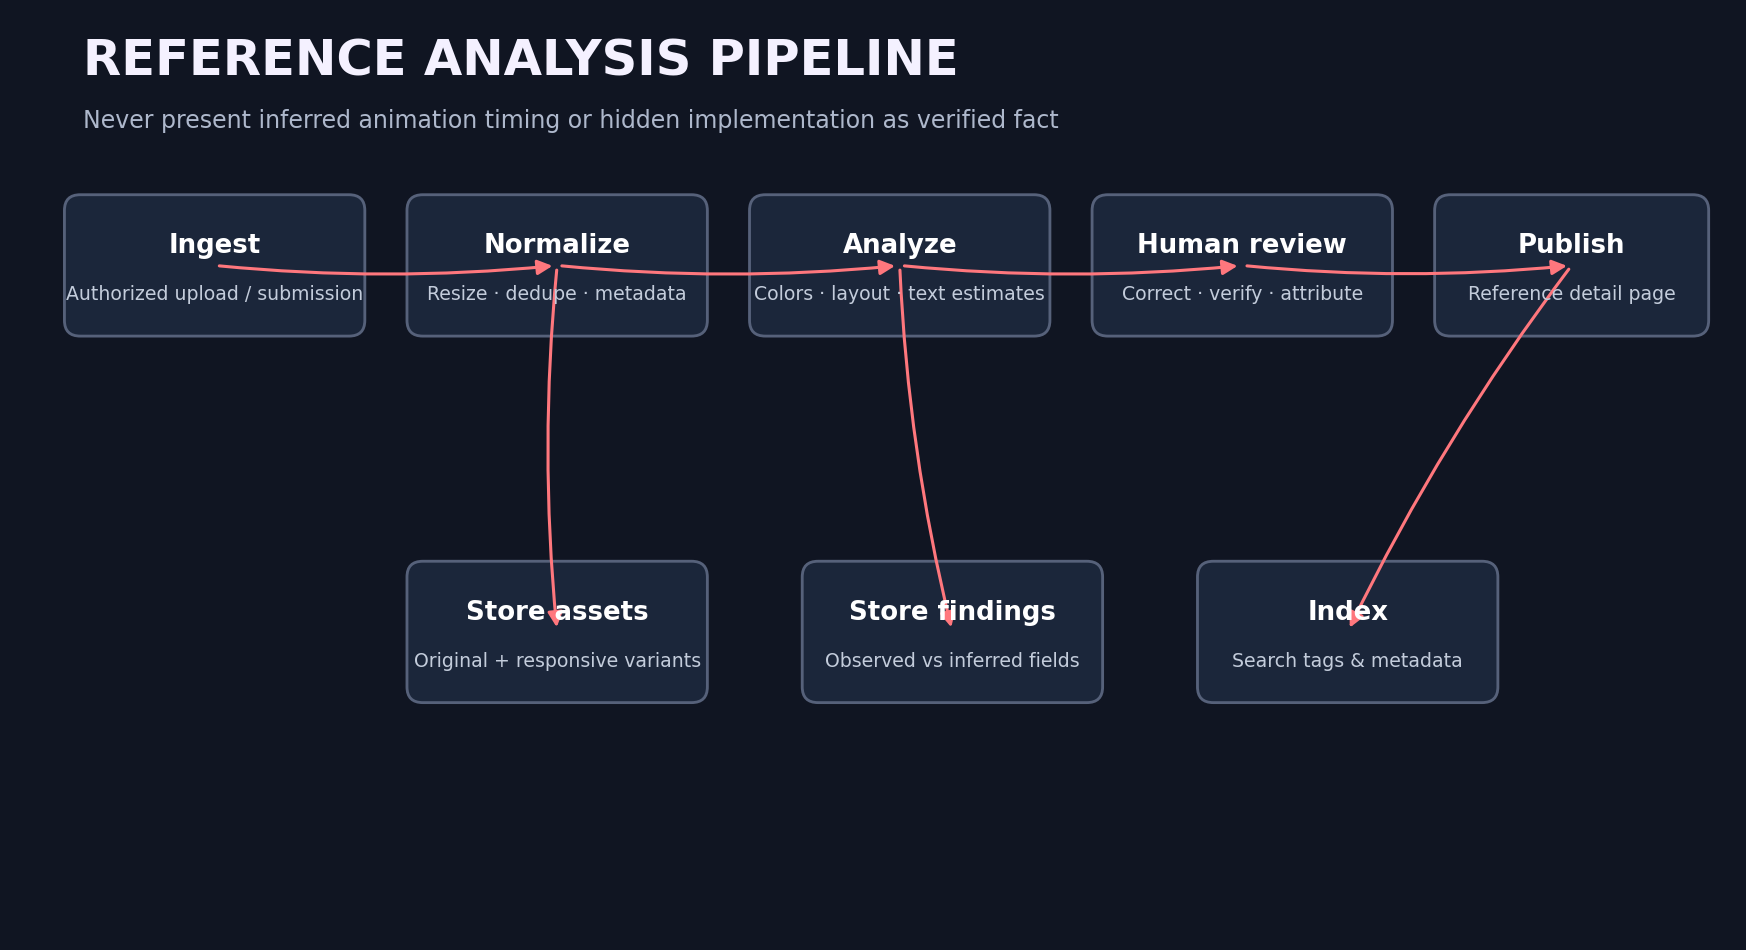 REFERENCE ANALYSIS PIPELINE
Never present inferred animation timing or hidden implementation as verified fact
Ingest
Authorized upload / submission
Normalize
Resize · dedupe · metadata
Analyze
Colors · layout · text estimates
Human review
Correct · verify · attribute
Publish
Reference detail page
Store assets
Original + responsive variants
Store findings
Observed vs inferred fields
Index
Search tags & metadata